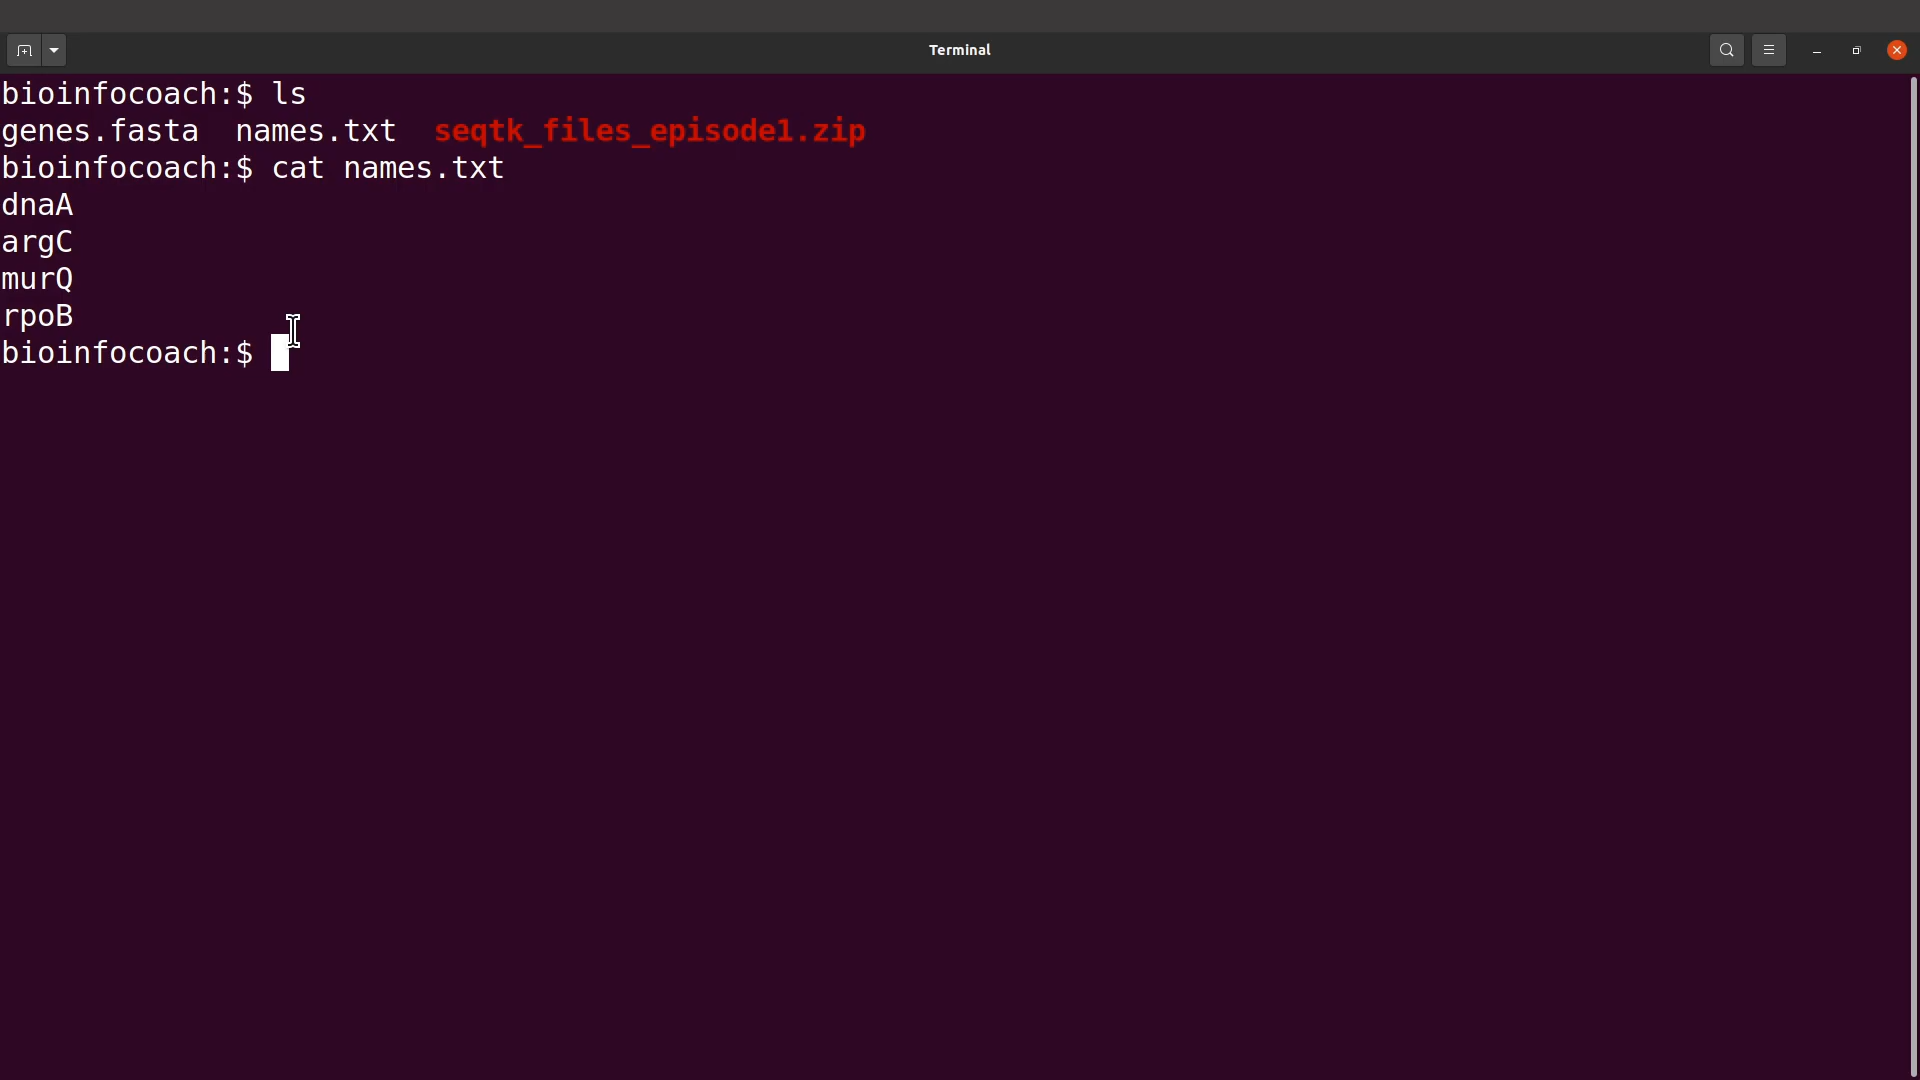 Terminal
bioinfocoach:$ ls
genes.fasta  names.txt  seqtk_files_episode1.zip
bioinfocoach:$ cat names.txt
dnaA
argC
murQ
rpoB
bioinfocoach:$